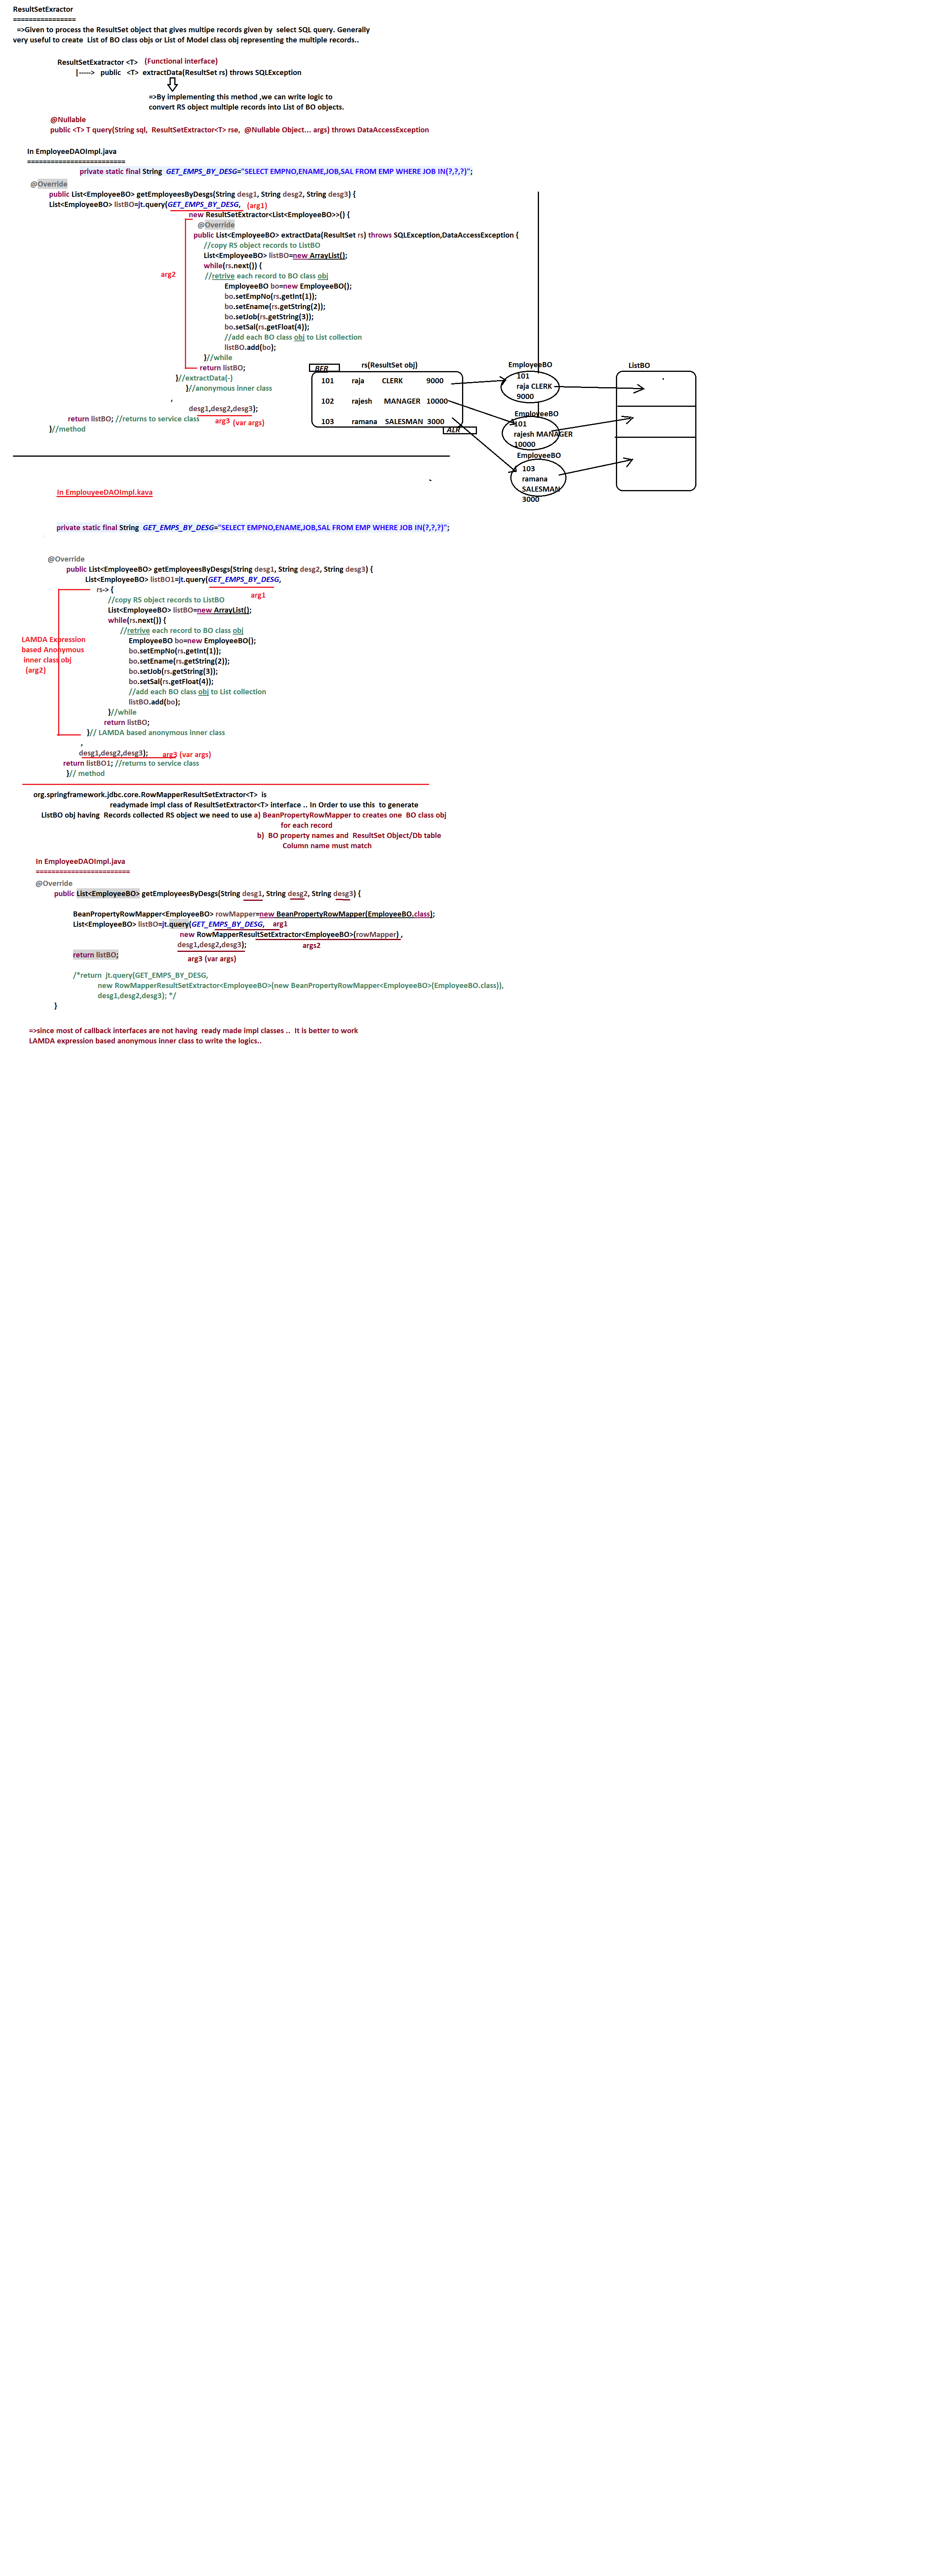 ResultSetExractor
================
=>Given to process the ResultSet object that gives multipe records given by  select SQL query. Generally
very useful to create  List of BO class objs or List of Model class obj representing the multiple records..
ResultSetExatractor <T>   (Functional interface)
|----->   public   <T>  extractData(ResultSet rs) throws SQLException
=>By implementing this method ,we can write logic to
convert RS object multiple records into List of BO objects.
@Nullable
public <T> T query(String sql,  ResultSetExtractor<T> rse,  @Nullable Object... args) throws DataAccessException
In EmployeeDAOImpl.java
=========================
private static final String  GET_EMPS_BY_DESG="SELECT EMPNO,ENAME,JOB,SAL FROM EMP WHERE JOB IN(?,?,?)";
@Override
public List<EmployeeBO> getEmployeesByDesgs(String desg1, String desg2, String desg3) {
List<EmployeeBO> listBO=jt.query(GET_EMPS_BY_DESG,   (arg1)
new ResultSetExtractor<List<EmployeeBO>>() {
@Override
public List<EmployeeBO> extractData(ResultSet rs) throws SQLException,DataAccessException {
//copy RS object records to ListBO
List<EmployeeBO> listBO=new ArrayList();
while(rs.next()) {
arg2
//retrive each record to BO class obj
EmployeeBO bo=new EmployeeBO();
bo.setEmpNo(rs.getInt(1));
bo.setEname(rs.getString(2));
bo.setJob(rs.getString(3));
bo.setSal(rs.getFloat(4));
//add each BO class obj to List collection
listBO.add(bo);
}//while
return listBO;
}//extractData(-)
}//anonymous inner class
,
desg1,desg2,desg3);
arg3 (var args)
return listBO; //returns to service class
}//method
BFR
rs(ResultSet obj)
101 raja CLERK 9000
102 rajesh MANAGER 10000
103 ramana SALESMAN 3000
ALR
EmployeeBO
101
raja CLERK
9000
EmployeeBO
101
rajesh MANAGER
10000
EmployeeBO
103
ramana
SALESMAN
3000
ListBO
In EmplouyeeDAOImpl.kava
private static final String  GET_EMPS_BY_DESG="SELECT EMPNO,ENAME,JOB,SAL FROM EMP WHERE JOB IN(?,?,?)";
@Override
public List<EmployeeBO> getEmployeesByDesgs(String desg1, String desg2, String desg3) {
List<EmployeeBO> listBO1=jt.query(GET_EMPS_BY_DESG,
arg1
rs-> {
//copy RS object records to ListBO
List<EmployeeBO> listBO=new ArrayList();
while(rs.next()) {
//retrive each record to BO class obj
LAMDA Expression
based Anonymous
inner class obj
(arg2)
EmployeeBO bo=new EmployeeBO();
bo.setEmpNo(rs.getInt(1));
bo.setEname(rs.getString(2));
bo.setJob(rs.getString(3));
bo.setSal(rs.getFloat(4));
//add each BO class obj to List collection
listBO.add(bo);
}//while
return listBO;
}// LAMDA based anonymous inner class
,
desg1,desg2,desg3);   arg3 (var args)
return listBO1; //returns to service class
}// method
org.springframework.jdbc.core.RowMapperResultSetExtractor<T>  is
readymade impl class of ResultSetExtractor<T> interface .. In Order to use this  to generate
ListBO obj having  Records collected RS object we need to use a) BeanPropertyRowMapper to creates one  BO class obj
for each record
b)  BO property names and  ResultSet Object/Db table
Column name must match
In EmployeeDAOImpl.java
========================
@Override
public List<EmployeeBO> getEmployeesByDesgs(String desg1, String desg2, String desg3) {
BeanPropertyRowMapper<EmployeeBO> rowMapper=new BeanPropertyRowMapper(EmployeeBO.class);
List<EmployeeBO> listBO=jt.query(GET_EMPS_BY_DESG,   arg1
new RowMapperResultSetExtractor<EmployeeBO>(rowMapper) ,
desg1,desg2,desg3);   args2
return listBO;
arg3 (var args)
/*return  jt.query(GET_EMPS_BY_DESG,
new RowMapperResultSetExtractor<EmployeeBO>(new BeanPropertyRowMapper<EmployeeBO>(EmployeeBO.class)),
desg1,desg2,desg3); */
}
=>since most of callback interfaces are not having  ready made impl classes ..  It is better to work
LAMDA expression based anonymous inner class to write the logics..